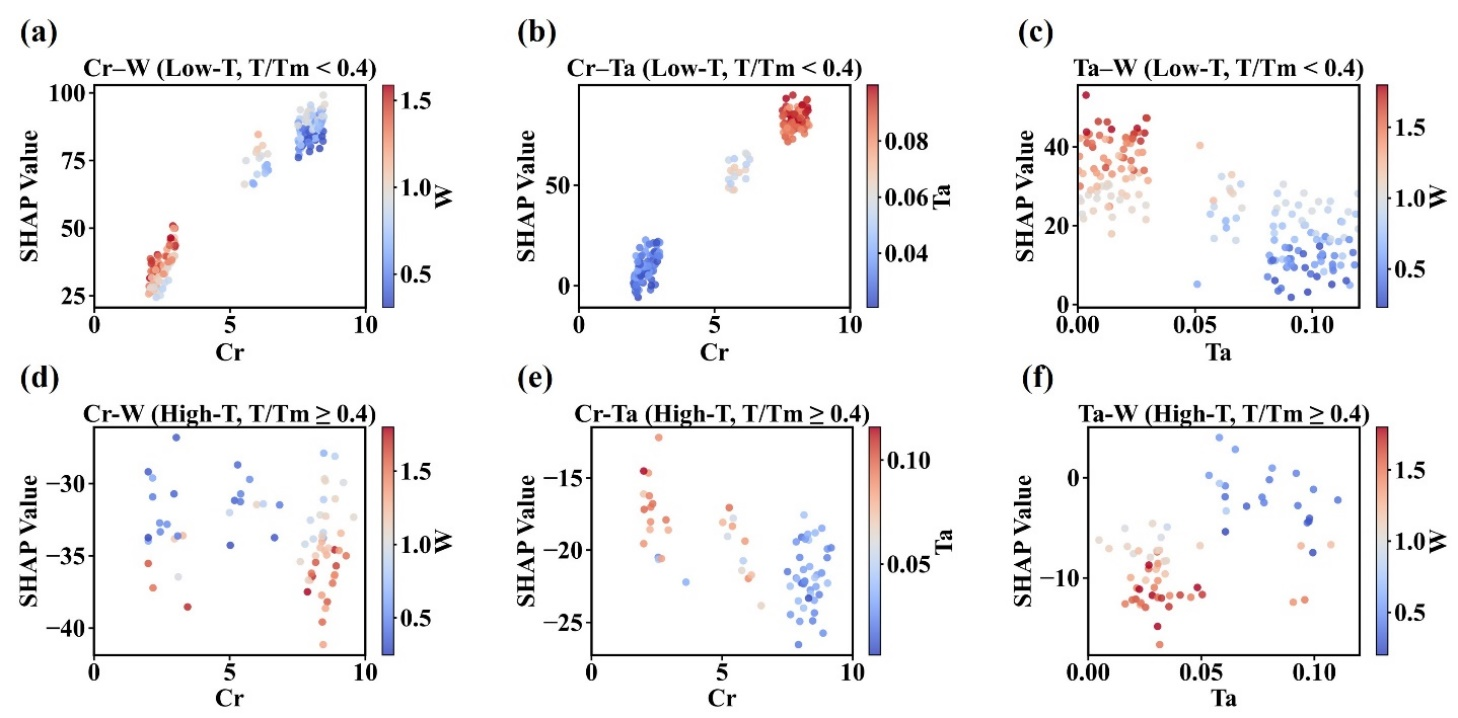 (a)
Cr–W (Low-T, T/Tm < 0.4)
100
75
50
25
0
5
10
SHAP Value
Cr
1.5
1.0
0.5
W
(b)
Cr–Ta (Low-T, T/Tm < 0.4)
50
0
0
5
10
SHAP Value
Cr
0.08
0.06
0.04
Ta
(c)
Ta–W (Low-T, T/Tm < 0.4)
40
20
0
0.00
0.05
0.10
SHAP Value
Ta
1.5
1.0
0.5
W
(d)
Cr-W (High-T, T/Tm ≥ 0.4)
−30
−35
−40
0
5
10
SHAP Value
Cr
1.5
1.0
0.5
W
(e)
Cr-Ta (High-T, T/Tm ≥ 0.4)
−15
−20
−25
0
5
10
SHAP Value
Cr
0.10
0.05
Ta
(f)
Ta-W (High-T, T/Tm ≥ 0.4)
0
−10
0.00
0.05
0.10
SHAP Value
Ta
1.5
1.0
0.5
W